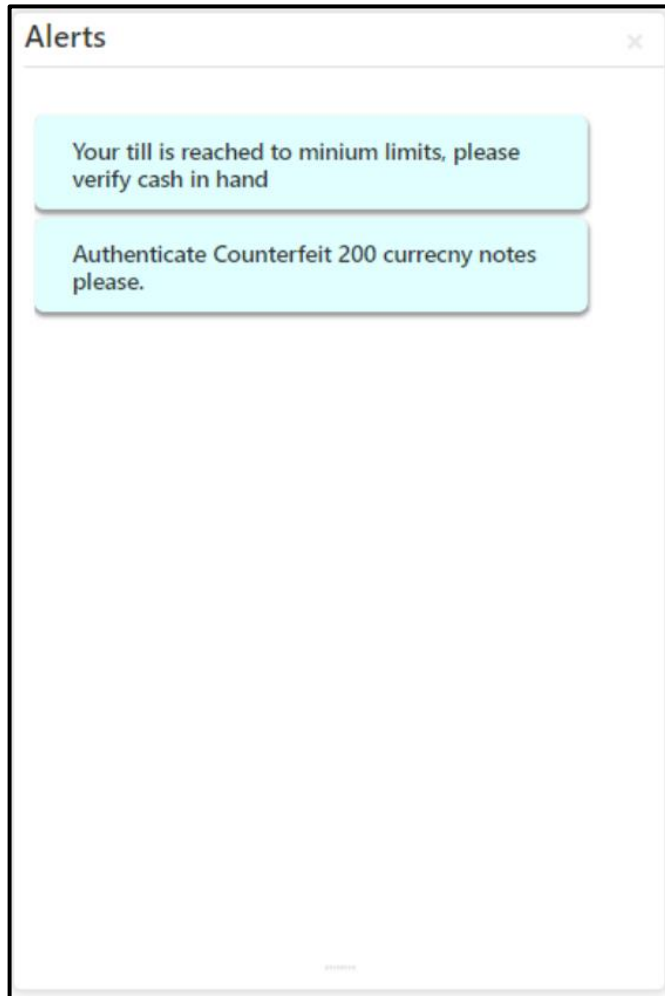 Alerts
Your till is reached to minium limits, please
verify cash in hand
Authenticate Counterfeit 200 currecny notes
please.